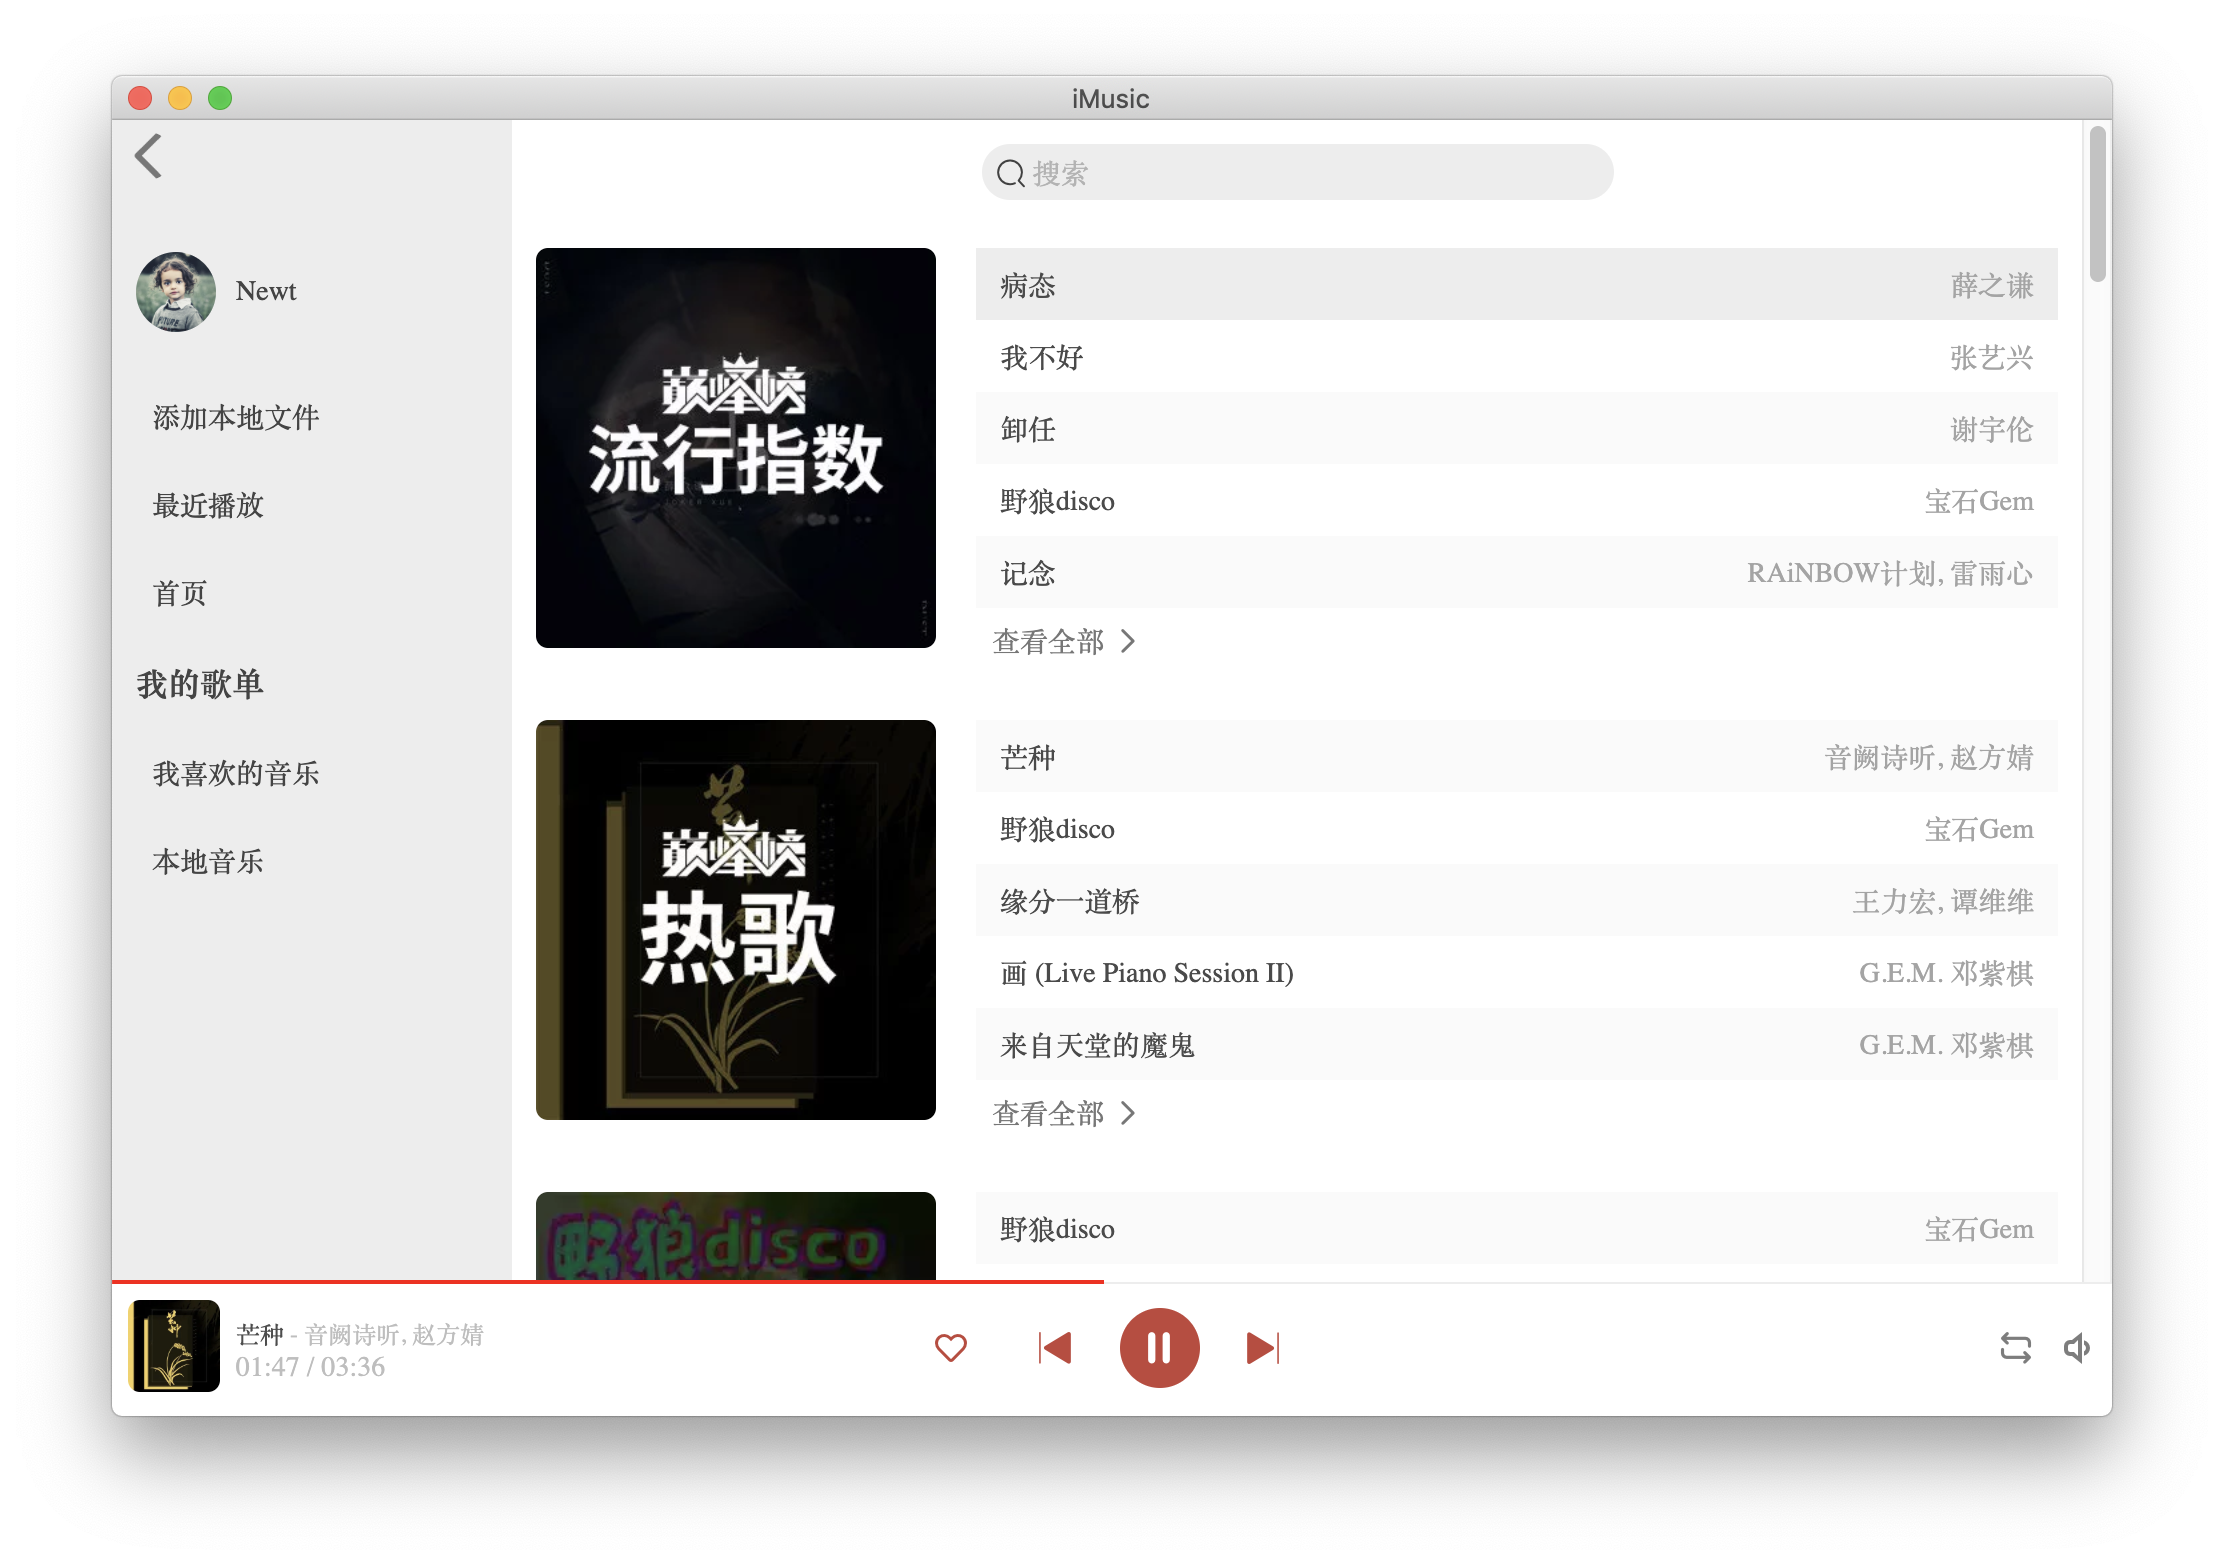 iMusic
搜索
Newt
添加本地文件
最近播放
首页
我的歌单
我喜欢的音乐
本地音乐
巅峰榜
流行指数
病态 薛之谦
我不好 张艺兴
卸任 谢宇伦
野狼disco 宝石Gem
记念 RAiNBOW计划, 雷雨心
查看全部
芒
巅峰榜
热歌
芒种 音阙诗听, 赵方婧
野狼disco 宝石Gem
缘分一道桥 王力宏, 谭维维
画 (Live Piano Session II) G.E.M. 邓紫棋
来自天堂的魔鬼 G.E.M. 邓紫棋
查看全部
野狼disco
野狼disco 宝石Gem
芒种
芒种 - 音阙诗听, 赵方婧
01:47 / 03:36